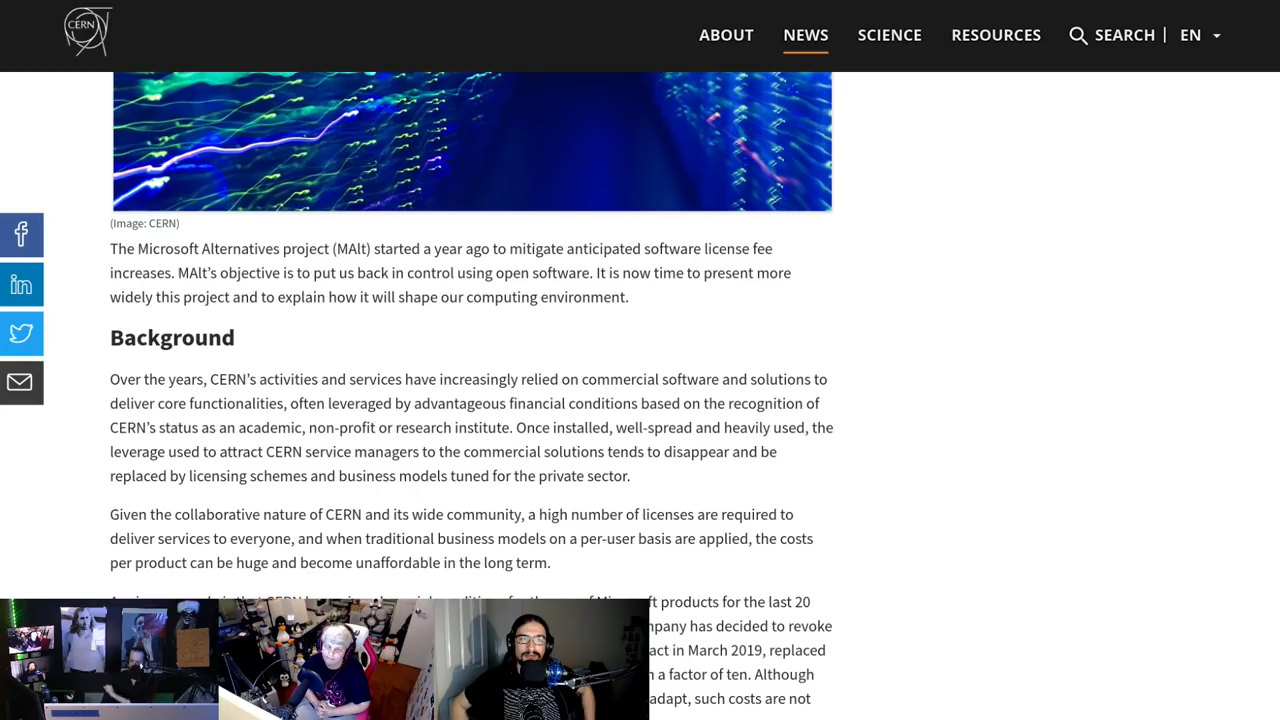 CERN
ABOUT
NEWS
SCIENCE
RESOURCES
SEARCH |
EN
(Image: CERN)
The Microsoft Alternatives project (MAlt) started a year ago to mitigate anticipated software license fee
increases. MAlt’s objective is to put us back in control using open software. It is now time to present more
widely this project and to explain how it will shape our computing environment.
Background
Over the years, CERN’s activities and services have increasingly relied on commercial software and solutions to
deliver core functionalities, often leveraged by advantageous financial conditions based on the recognition of
CERN’s status as an academic, non-profit or research institute. Once installed, well-spread and heavily used, the
leverage used to attract CERN service managers to the commercial solutions tends to disappear and be
replaced by licensing schemes and business models tuned for the private sector.
Given the collaborative nature of CERN and its wide community, a high number of licenses are required to
deliver services to everyone, and when traditional business models on a per-user basis are applied, the costs
per product can be huge and become unaffordable in the long term.
products for the last 20
has decided to revoke
act in March 2019, replaced
a factor of ten. Although
adapt, such costs are not